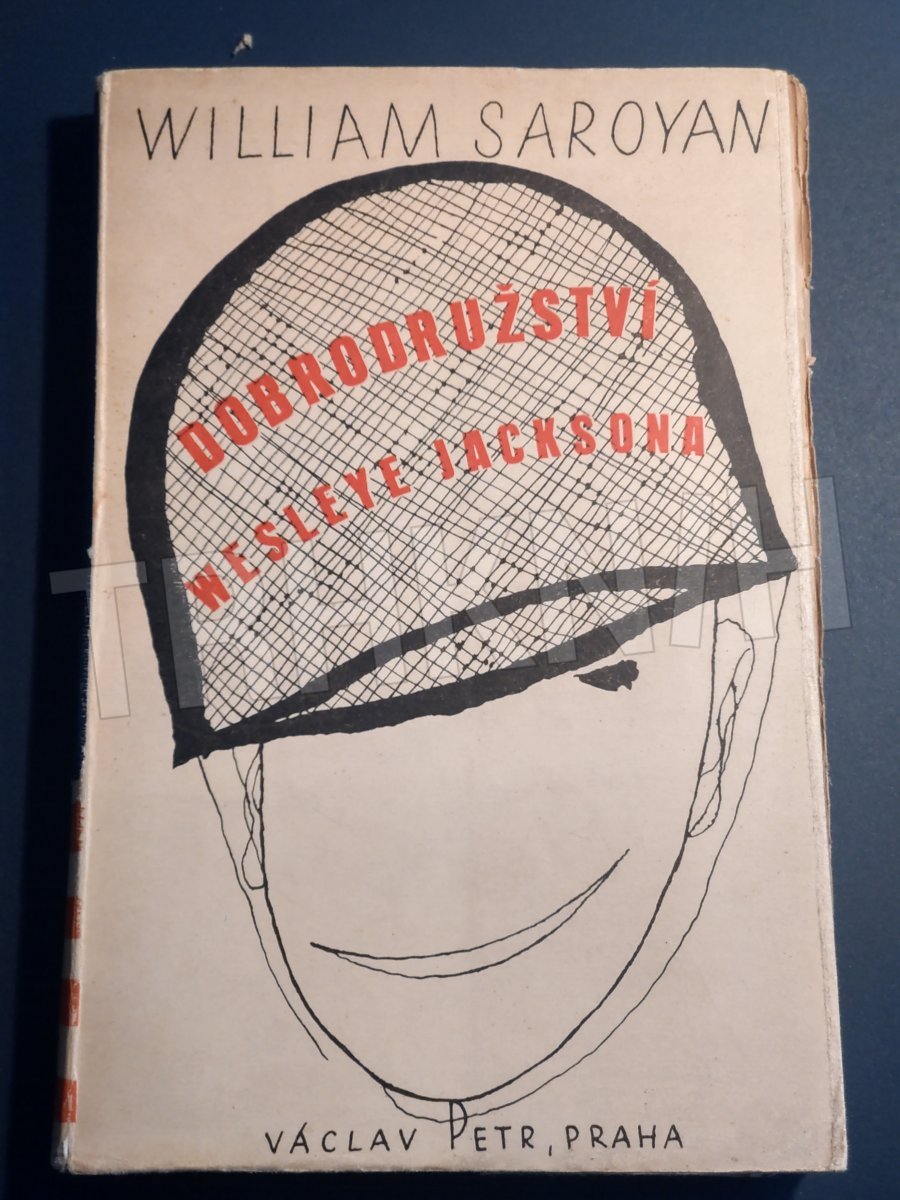 WILLIAM SAROYAN
DOBRODRUŽSTVÍ
WESLEYE JACKSONA
VÁCLAV PETR, PRAHA